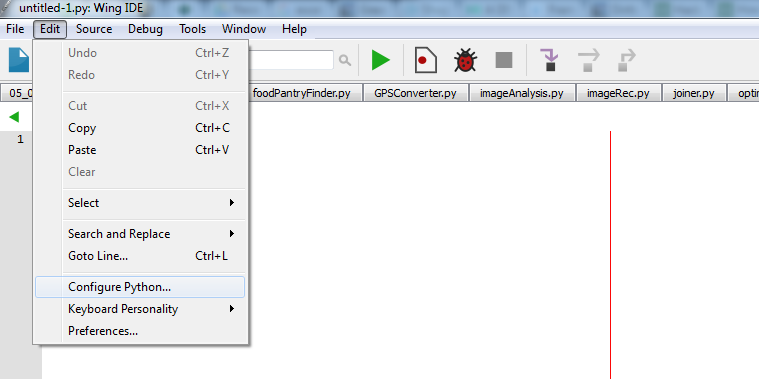 untitled-1.py: Wing IDE
File Edit Source Debug Tools Window Help
05_0 foodPantryFinder.py GPSConverter.py imageAnalysis.py imageRec.py joiner.py optir
1
Undo Ctrl+Z
Redo Ctrl+Y
Cut Ctrl+X
Copy Ctrl+C
Paste Ctrl+V
Clear
Select
Search and Replace
Goto Line... Ctrl+L
Configure Python...
Keyboard Personality
Preferences...